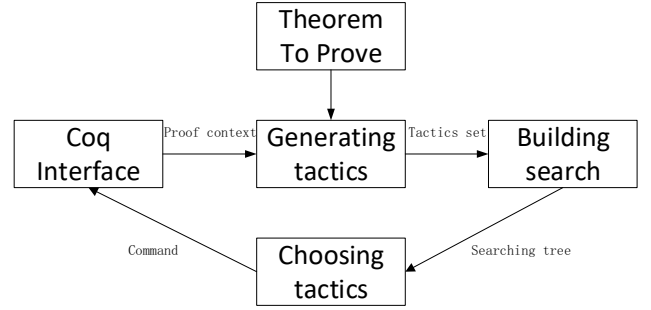 Theorem
To Prove
Coq
Interface
Proof context
Generating
tactics
Tactics set
Building
search
Command
Choosing
tactics
Searching tree